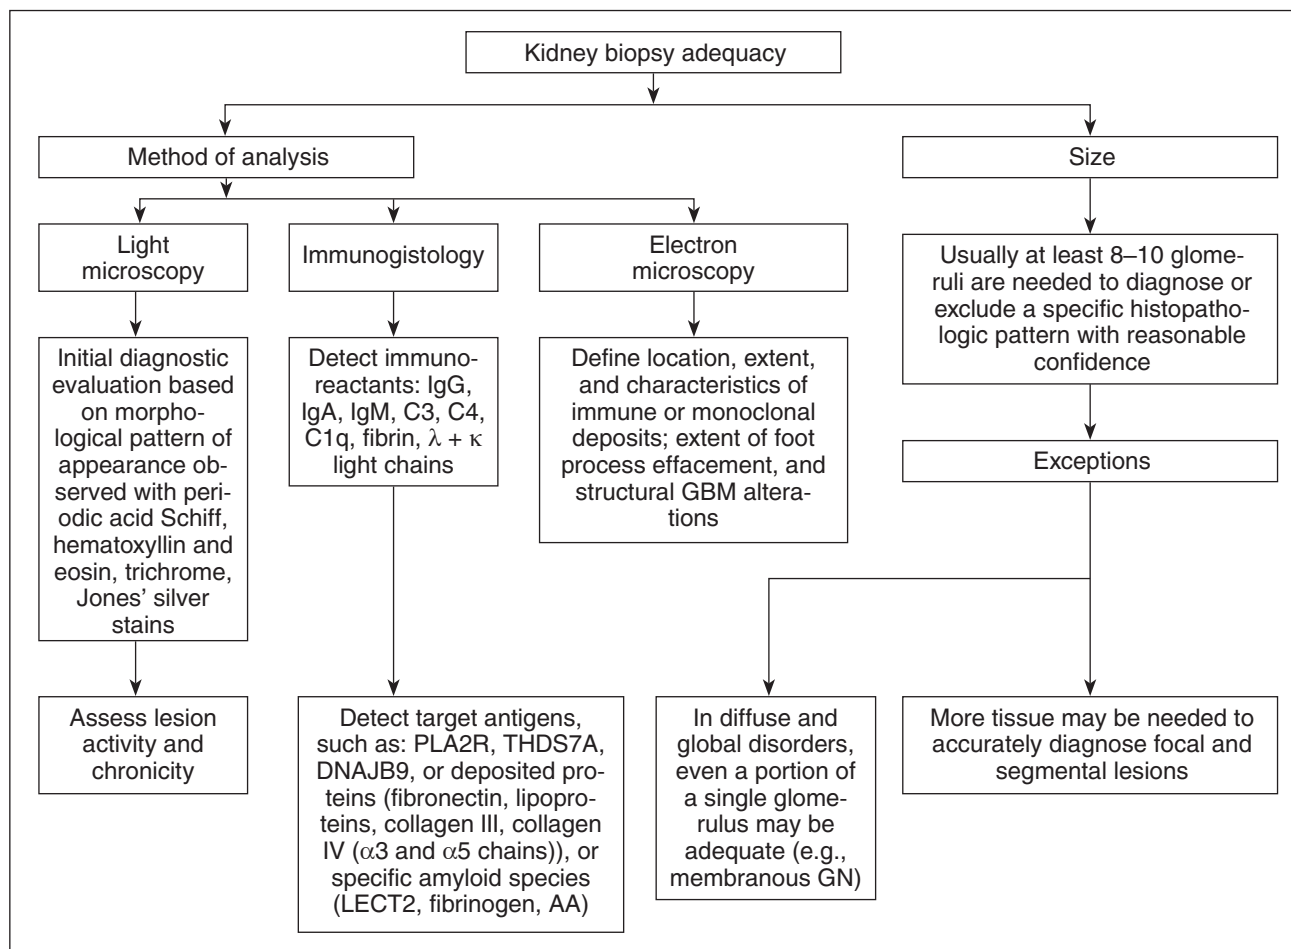 Kidney biopsy adequacy
Method of analysis
Size
Light
microscopy
Immunogistology
Electron
microscopy
Usually at least 8–10 glome-
ruli are needed to diagnose or
exclude a specific histopatho-
logic pattern with reasonable
confidence
Initial diagnostic
evaluation based
on morpho-
logical pattern of
appearance ob-
served with peri-
odic acid Schiff,
hematoxyllin and
eosin, trichrome,
Jones’ silver
stains
Detect immuno-
reactants: IgG,
IgA, IgM, C3, C4,
C1q, fibrin, λ + κ
light chains
Define location, extent,
and characteristics of
immune or monoclonal
deposits; extent of foot
process effacement, and
structural GBM altera-
tions
Exceptions
Assess lesion
activity and
chronicity
Detect target antigens,
such as: PLA2R, THDS7A,
DNAJB9, or deposited pro-
teins (fibronectin, lipopro-
teins, collagen III, collagen
IV (α3 and α5 chains)), or
specific amyloid species
(LECT2, fibrinogen, AA)
In diffuse and
global disorders,
even a portion of
a single glome-
rulus may be
adequate (e.g.,
membranous GN)
More tissue may be needed to
accurately diagnose focal and
segmental lesions